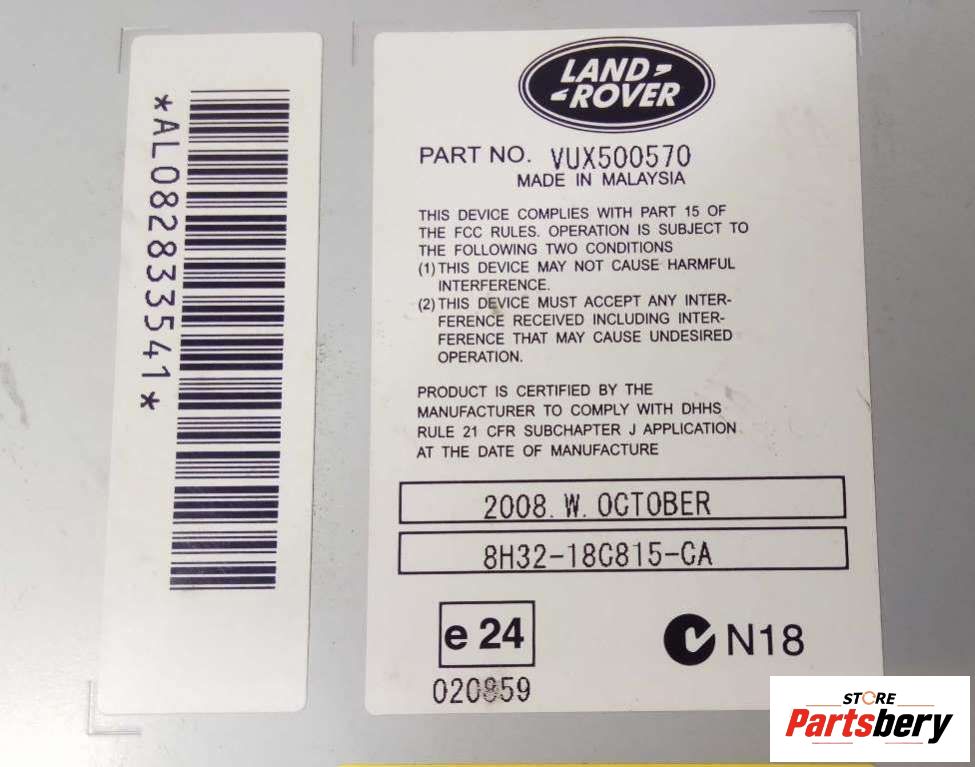 *AL082833541*
LAND
ROVER
PART NO. VUX500570
MADE IN MALAYSIA
THIS DEVICE COMPLIES WITH PART 15 OF
THE FCC RULES. OPERATION IS SUBJECT TO
THE FOLLOWING TWO CONDITIONS
(1) THIS DEVICE MAY NOT CAUSE HARMFUL
INTERFERENCE.
(2) THIS DEVICE MUST ACCEPT ANY INTER-
FERENCE RECEIVED INCLUDING INTER-
FERENCE THAT MAY CAUSE UNDESIRED
OPERATION.
PRODUCT IS CERTIFIED BY THE
MANUFACTURER TO COMPLY WITH DHHS
RULE 21 CFR SUBCHAPTER J APPLICATION
AT THE DATE OF MANUFACTURE
2008. W. OCTOBER
8H32-18C815-CA
e 24
020859
N18
STORE
Partsbery